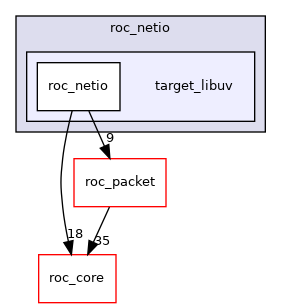 roc_netio
roc_netio
target_libuv
9
roc_packet
18
35
roc_core